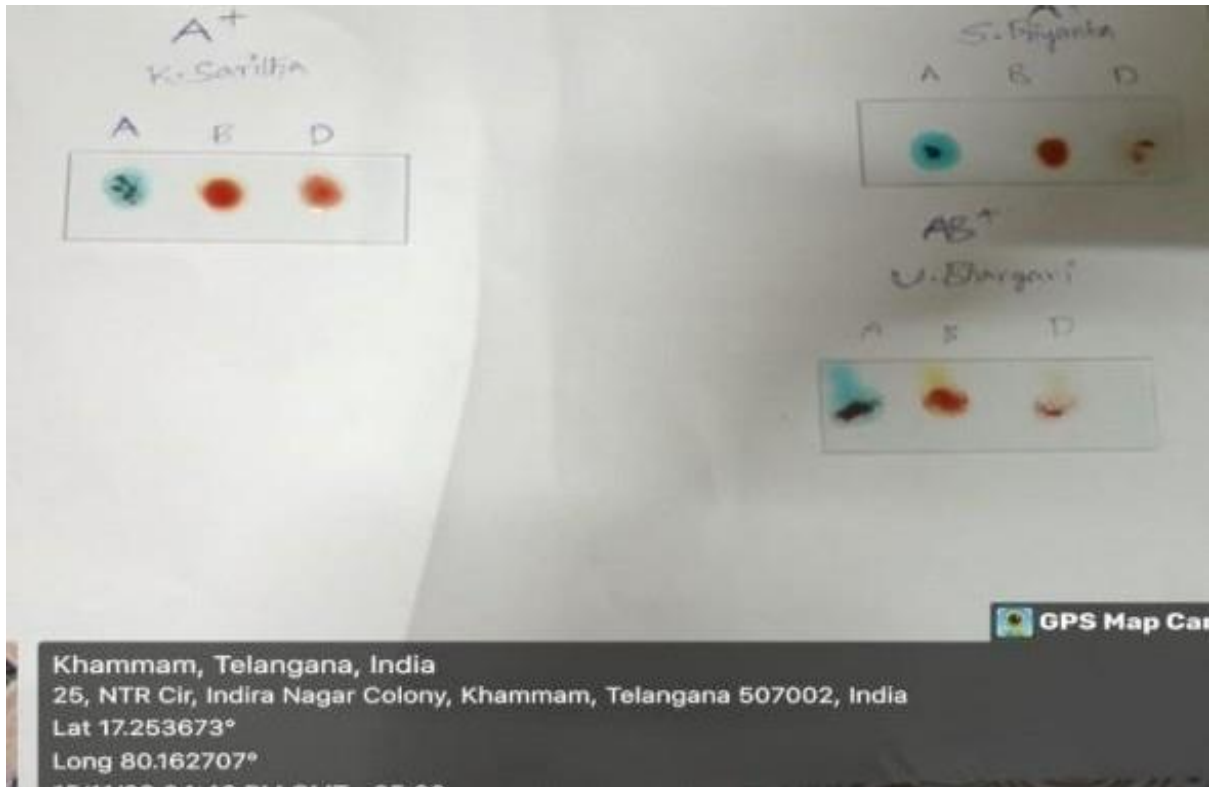 A+
K. Saritha
A B D
S. Priyanka
A B D
AB+
U. Bhargavi
A B D
GPS Map Car
Khammam, Telangana, India
25, NTR Cir, Indira Nagar Colony, Khammam, Telangana 507002, India
Lat 17.253673°
Long 80.162707°